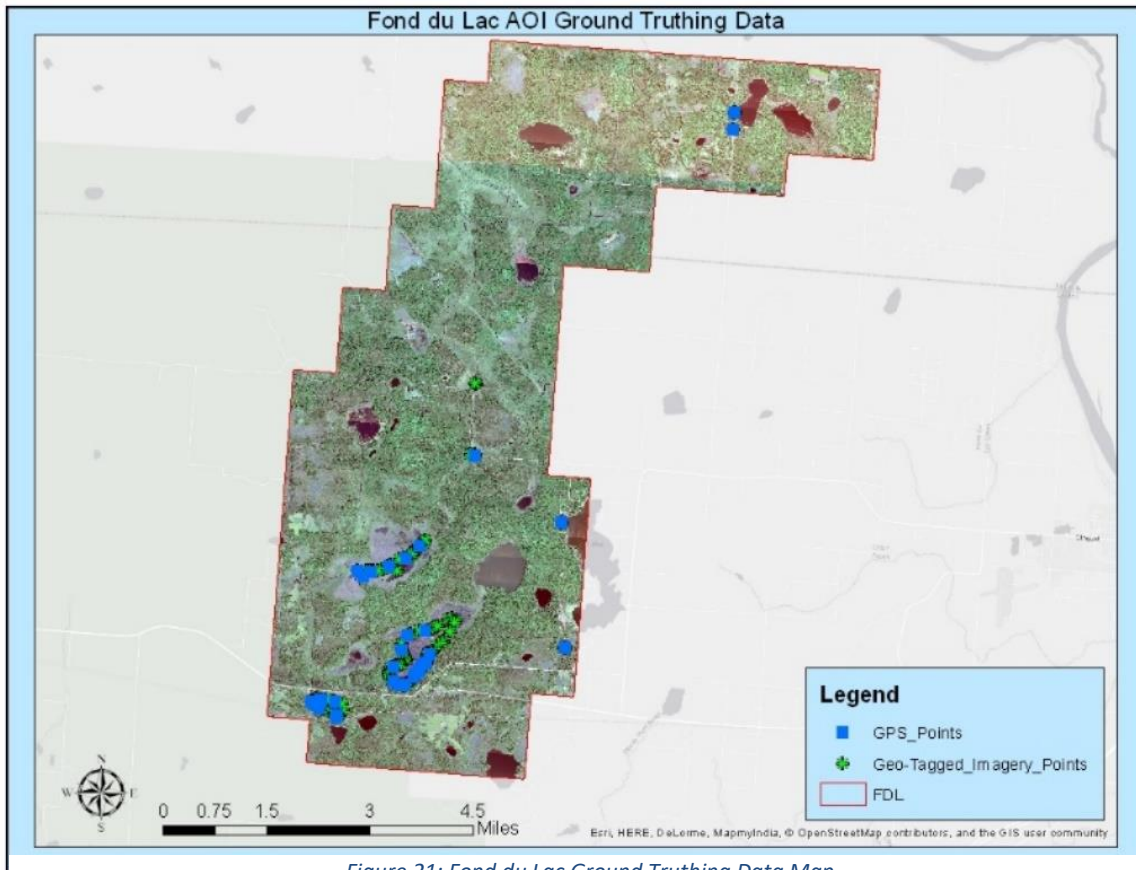 Fond du Lac AOI Ground Truthing Data
Legend
GPS_Points
Geo-Tagged_Imagery_Points
FDL
N
W E
S
0 0.75 1.5 3 4.5
Miles
Esri, HERE, DeLorme, MapmyIndia, © OpenStreetMap contributors, and the GIS user community
Figure 21: Fond du Lac Ground Truthing Data Map